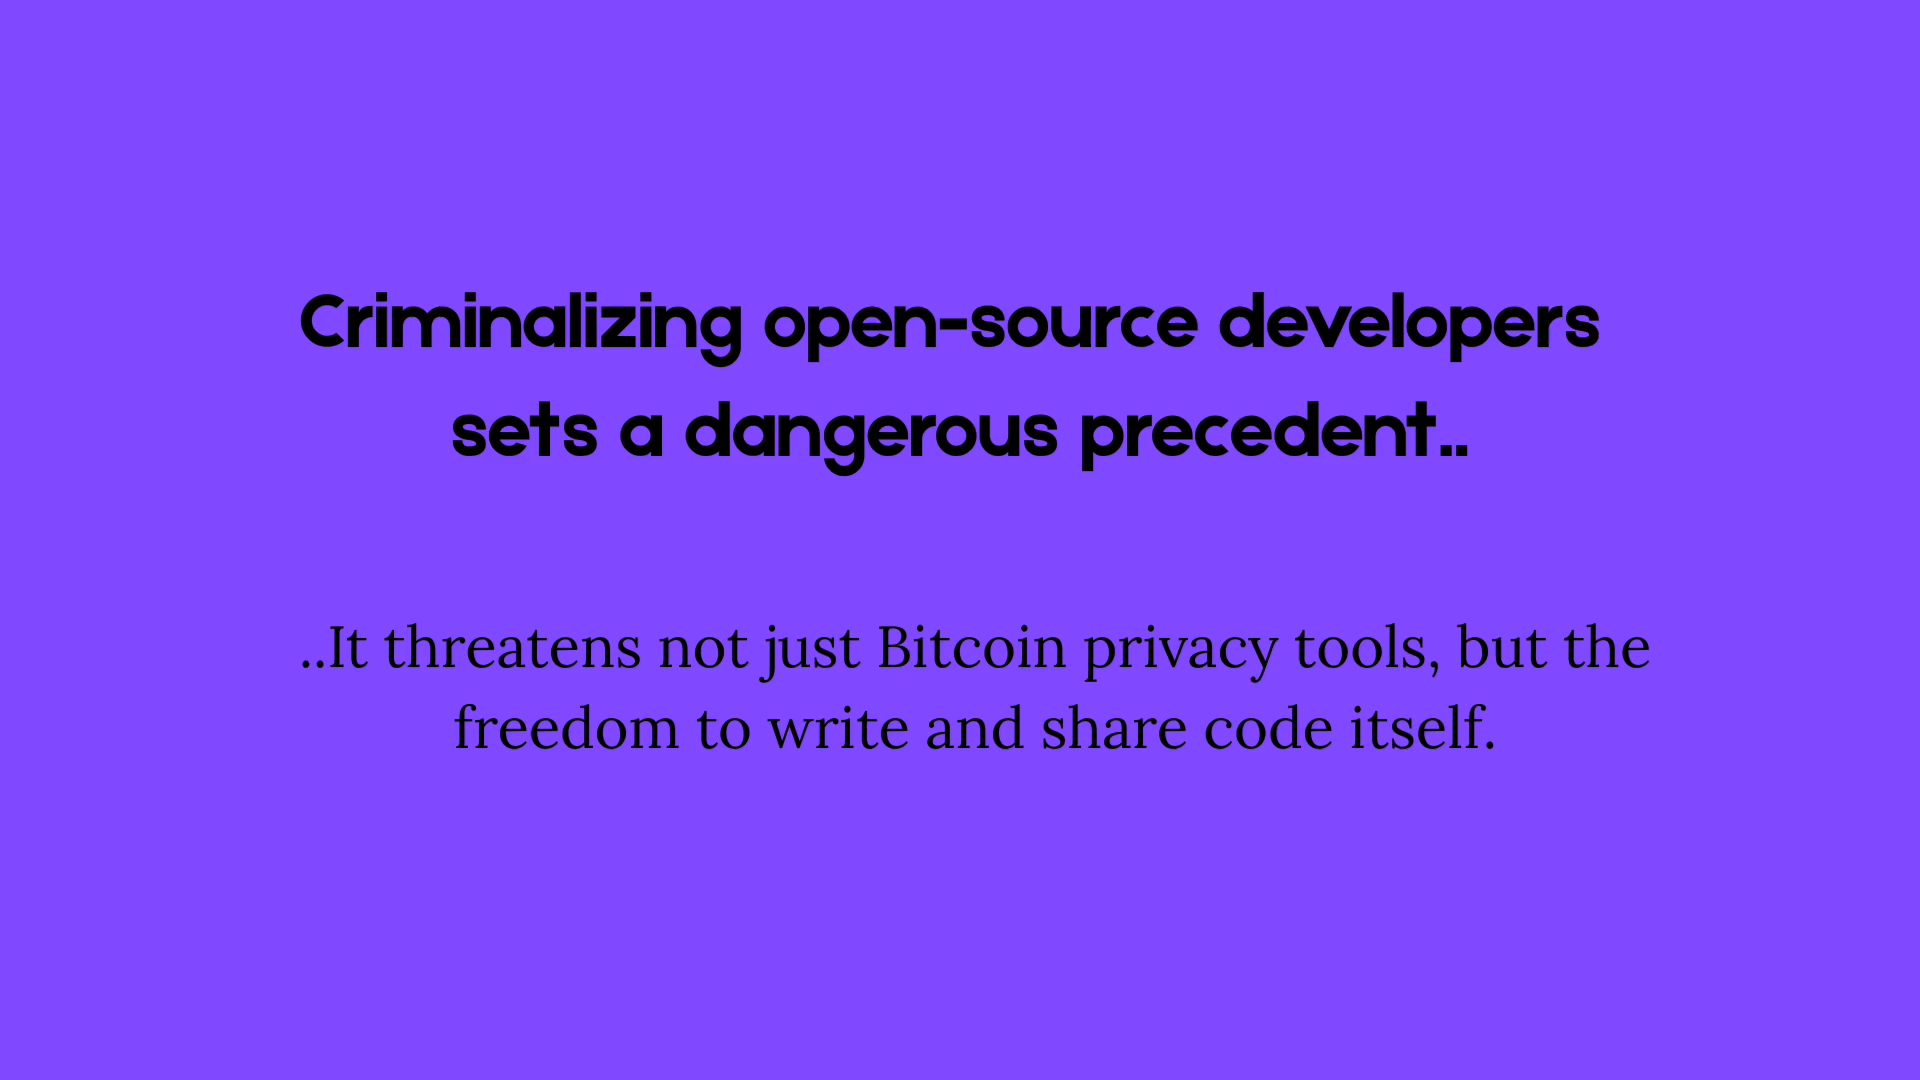 Criminalizing open-source developers
sets a dangerous precedent..
..It threatens not just Bitcoin privacy tools, but the
freedom to write and share code itself.